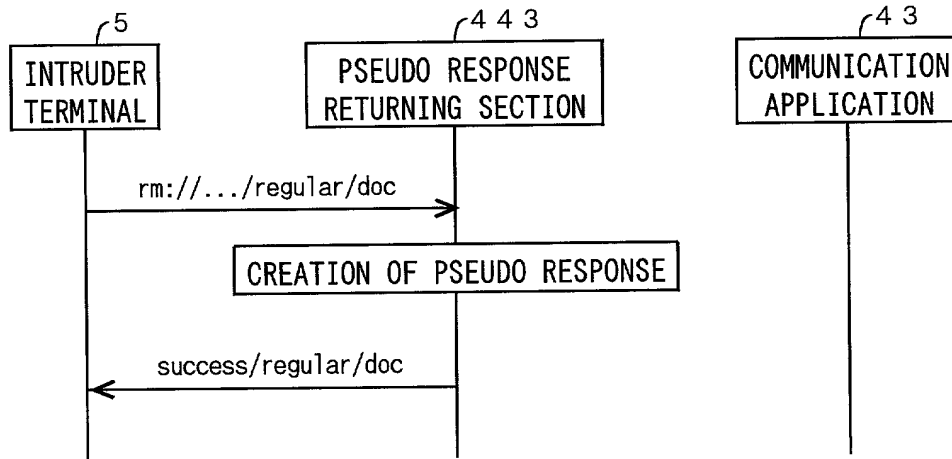 5
443
43
INTRUDER
TERMINAL
PSEUDO RESPONSE
RETURNING SECTION
COMMUNICATION
APPLICATION
rm://.../regular/doc
CREATION OF PSEUDO RESPONSE
success/regular/doc